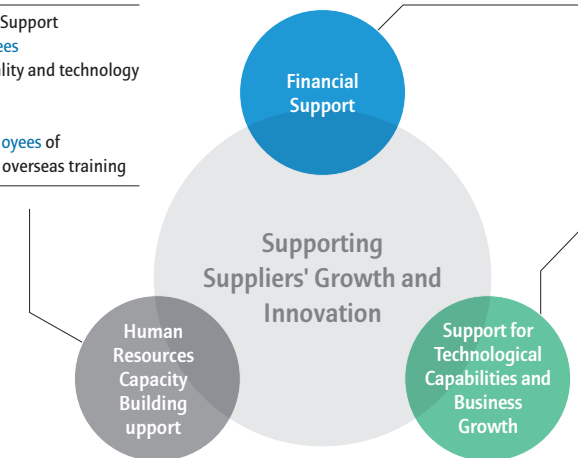 Support
ees
lity and technology
oyees of
overseas training
Financial
Support
Supporting
Suppliers' Growth and
Innovation
Human
Resources
Capacity
Building
upport
Support for
Technological
Capabilities and
Business
Growth